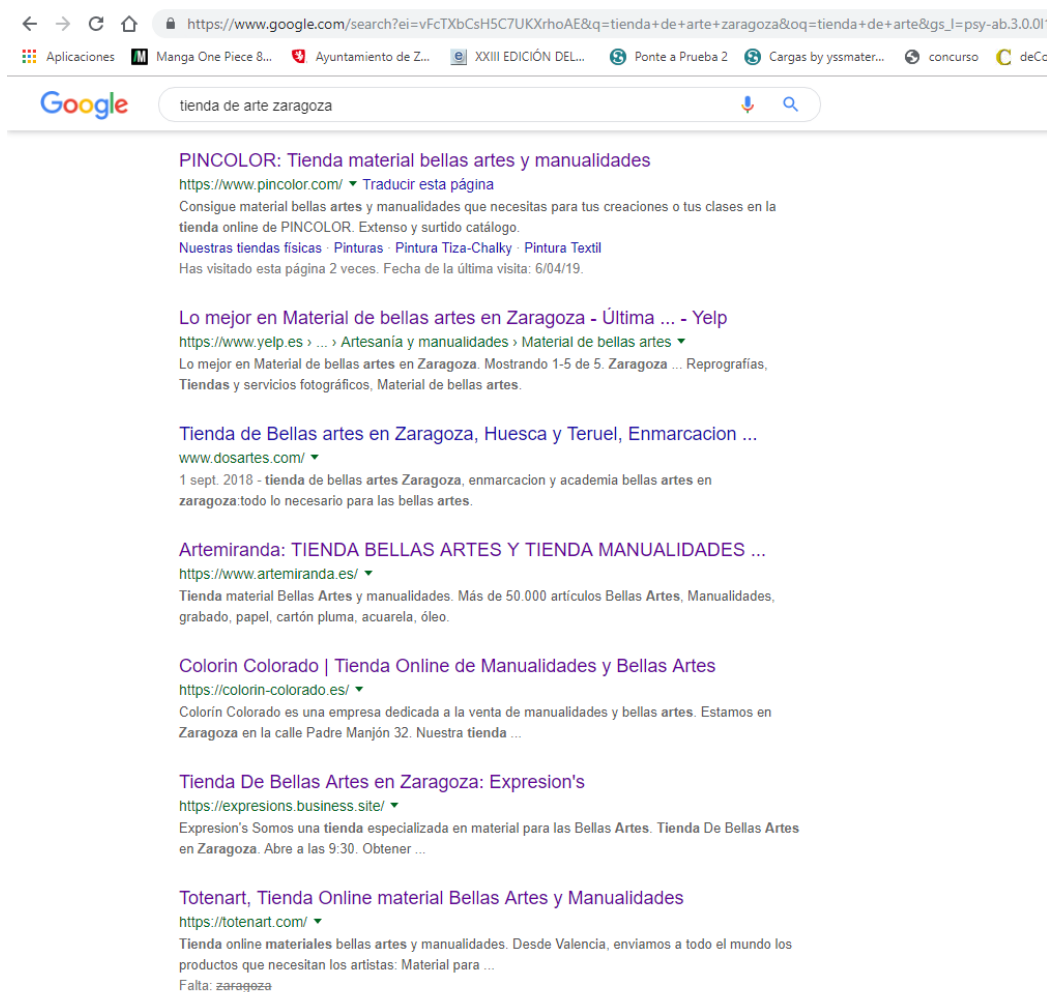 https://www.google.com/search?ei=vFcTXbCsH5C7UKXrhoAE&q=tienda+de+arte+zaragoza&oq=tienda+de+arte&gs_l=psy-ab.3.0.0l1
Aplicaciones Manga One Piece 8... Ayuntamiento de Z... XXIII EDICIÓN DEL... Ponte a Prueba 2 Cargas by yssmater... concurso deCo
Google tienda de arte zaragoza
PINCOLOR: Tienda material bellas artes y manualidades
https://www.pincolor.com/ ▼ Traducir esta página
Consigue material bellas artes y manualidades que necesitas para tus creaciones o tus clases en la
tienda online de PINCOLOR. Extenso y surtido catálogo.
Nuestras tiendas físicas · Pinturas · Pintura Tiza-Chalky · Pintura Textil
Has visitado esta página 2 veces. Fecha de la última visita: 6/04/19.
Lo mejor en Material de bellas artes en Zaragoza - Última ... - Yelp
https://www.yelp.es › ... › Artesanía y manualidades › Material de bellas artes ▼
Lo mejor en Material de bellas artes en Zaragoza. Mostrando 1-5 de 5. Zaragoza ... Reprografías,
Tiendas y servicios fotográficos, Material de bellas artes.
Tienda de Bellas artes en Zaragoza, Huesca y Teruel, Enmarcacion ...
www.dosartes.com/ ▼
1 sept. 2018 - tienda de bellas artes Zaragoza, enmarcacion y academia bellas artes en
zaragoza:todo lo necesario para las bellas artes.
Artemiranda: TIENDA BELLAS ARTES Y TIENDA MANUALIDADES ...
https://www.artemiranda.es/ ▼
Tienda material Bellas Artes y manualidades. Más de 50.000 artículos Bellas Artes, Manualidades,
grabado, papel, cartón pluma, acuarela, óleo.
Colorin Colorado | Tienda Online de Manualidades y Bellas Artes
https://colorin-colorado.es/ ▼
Colorín Colorado es una empresa dedicada a la venta de manualidades y bellas artes. Estamos en
Zaragoza en la calle Padre Manjón 32. Nuestra tienda ...
Tienda De Bellas Artes en Zaragoza: Expresion's
https://expresions.business.site/ ▼
Expresion's Somos una tienda especializada en material para las Bellas Artes. Tienda De Bellas Artes
en Zaragoza. Abre a las 9:30. Obtener ...
Totenart, Tienda Online material Bellas Artes y Manualidades
https://totenart.com/ ▼
Tienda online materiales bellas artes y manualidades. Desde Valencia, enviamos a todo el mundo los
productos que necesitan los artistas: Material para ...
Falta: zaragoza